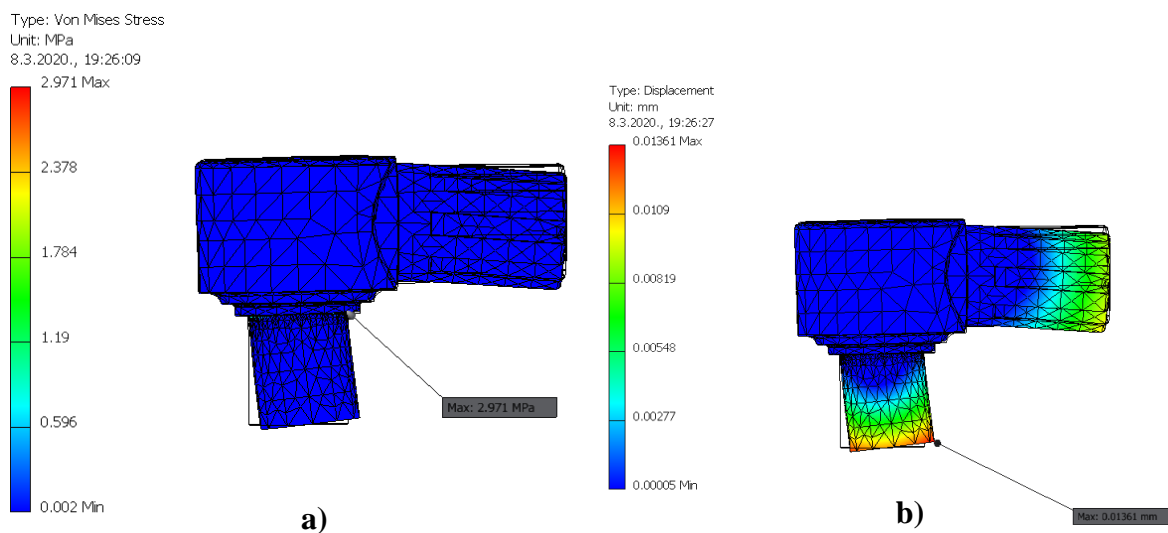 Type: Von Mises Stress
Unit: MPa
8.3.2020., 19:26:09
2.971 Max
2.378
1.784
1.19
0.596
0.002 Min
Max: 2.971 MPa
a)
Type: Displacement
Unit: mm
8.3.2020., 19:26:27
0.01361 Max
0.0109
0.00819
0.00548
0.00277
0.00005 Min
Max: 0.01361 mm
b)